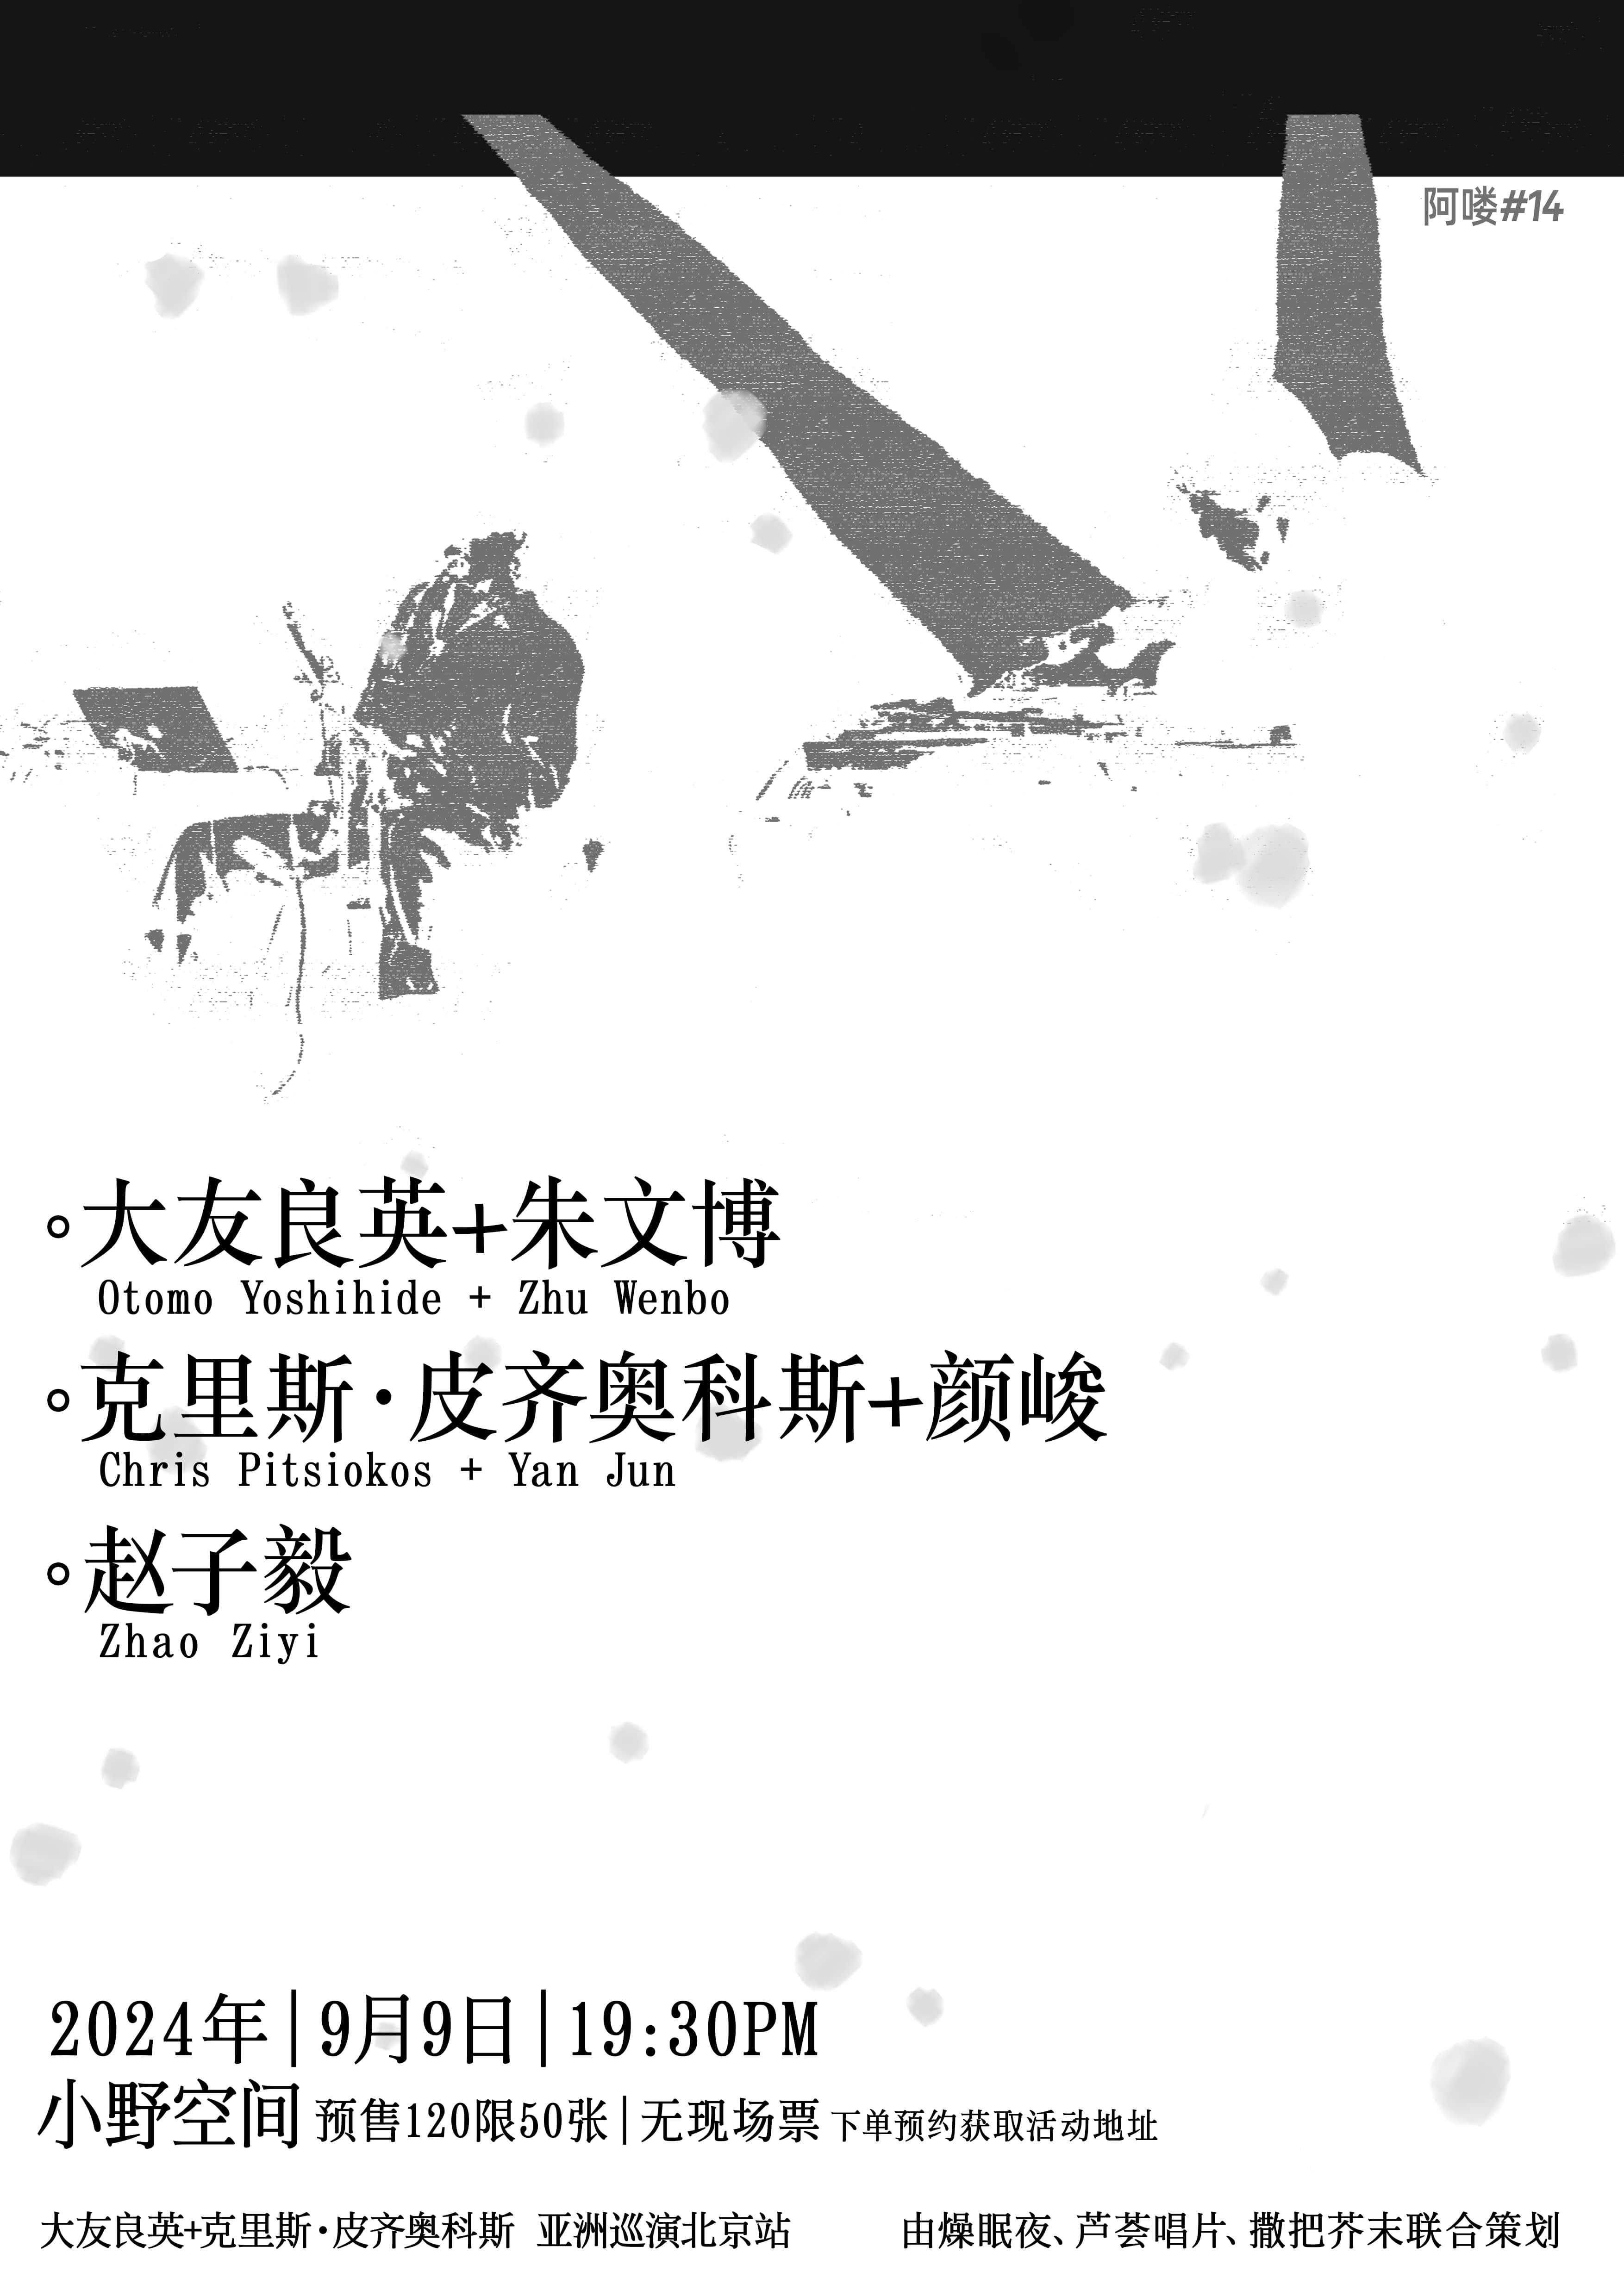 阿喽#14
大友良英+朱文博
Otomo Yoshihide + Zhu Wenbo
克里斯·皮齐奥科斯+颜峻
Chris Pitsiokos + Yan Jun
赵子毅
Zhao Ziyi
2024年|9月9日|19:30PM
小野空间 预售120限50张|无现场票 下单预约获取活动地址
大友良英+克里斯·皮齐奥科斯 亚洲巡演北京站 由燥眠夜、芦荟唱片、撒把芥末联合策划